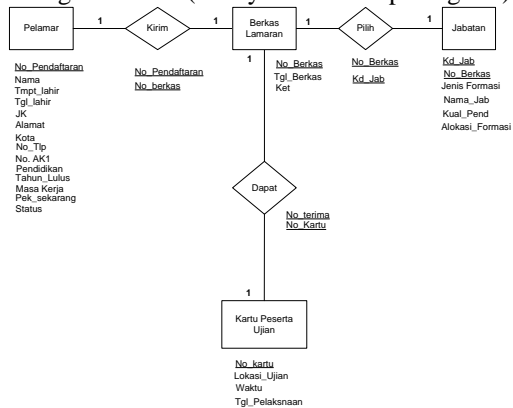 Pelamar
1
Kirim
1
Berkas
Lamaran
1
Pilih
1
Jabatan
No_Pendaftaran
Nama
Tmpt_lahir
Tgl_lahir
JK
Alamat
Kota
No_Tlp
No. AK1
Pendidikan
Tahun_Lulus
Masa Kerja
Pek_sekarang
Status
No_Pendaftaran
No_berkas
1
No_Berkas
Tgl_Berkas
Ket
No_Berkas
Kd_Jab
Kd_Jab
No_Berkas
Jenis Formasi
Nama_Jab
Kual_Pend
Alokasi_Formasi
Dapat
No_terima
No_Kartu
1
Kartu Peserta
Ujian
No_kartu
Lokasi_Ujian
Waktu
Tgl_Pelaksnaan